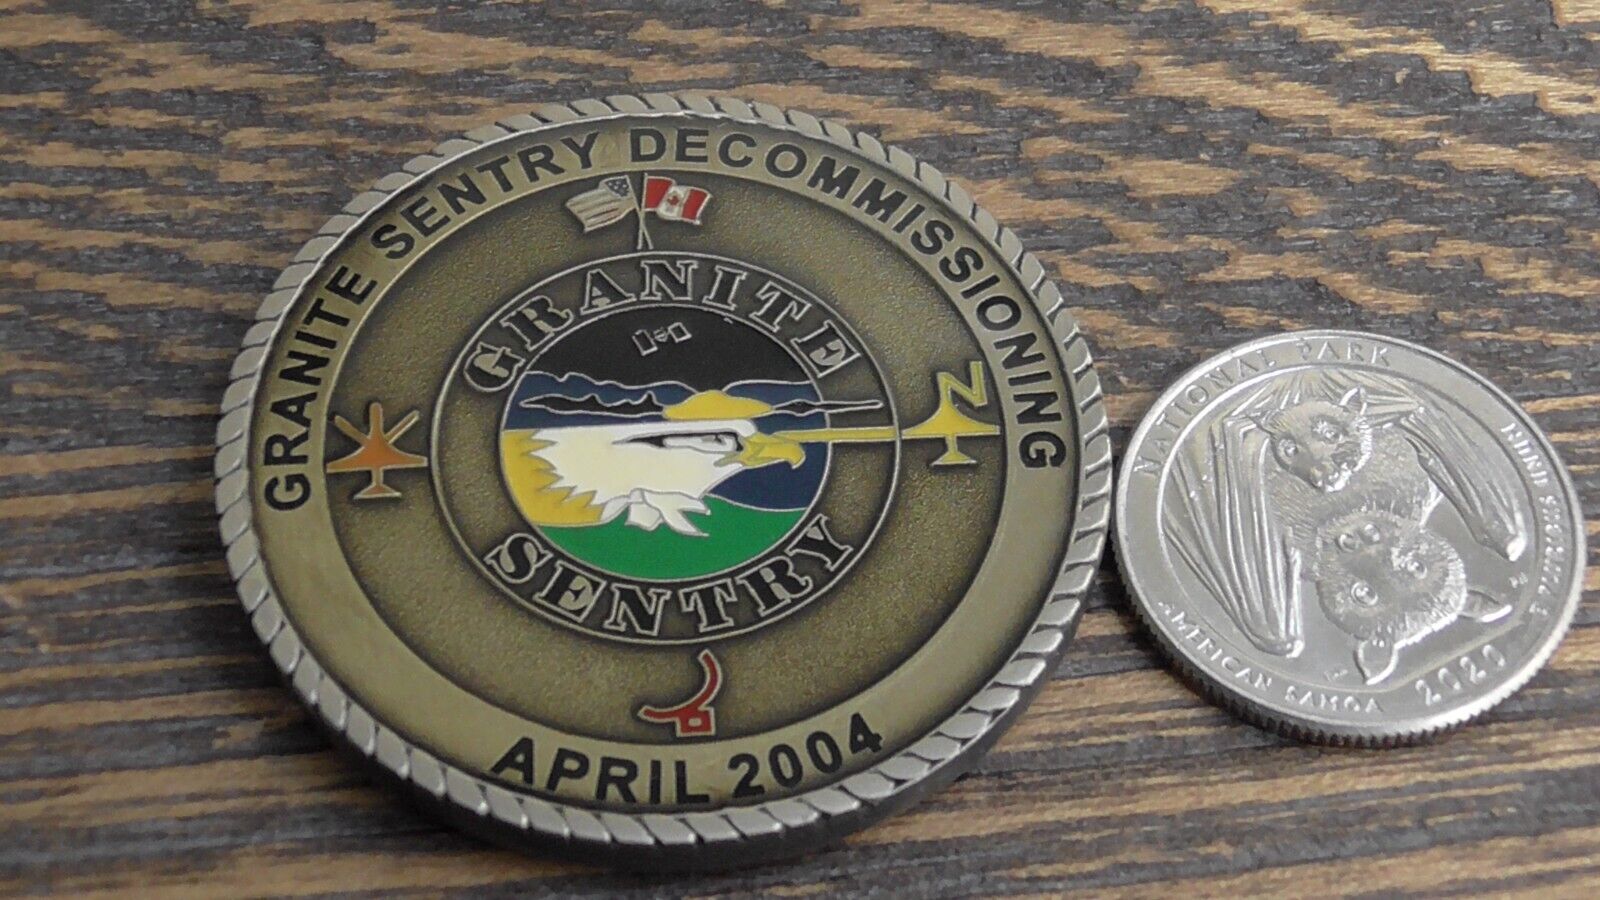 GRANITE SENTRY DECOMMISSIONING
GRANITE
SENTRY
APRIL 2004
NATIONAL PARK
AMERICAN SAMOA
2020